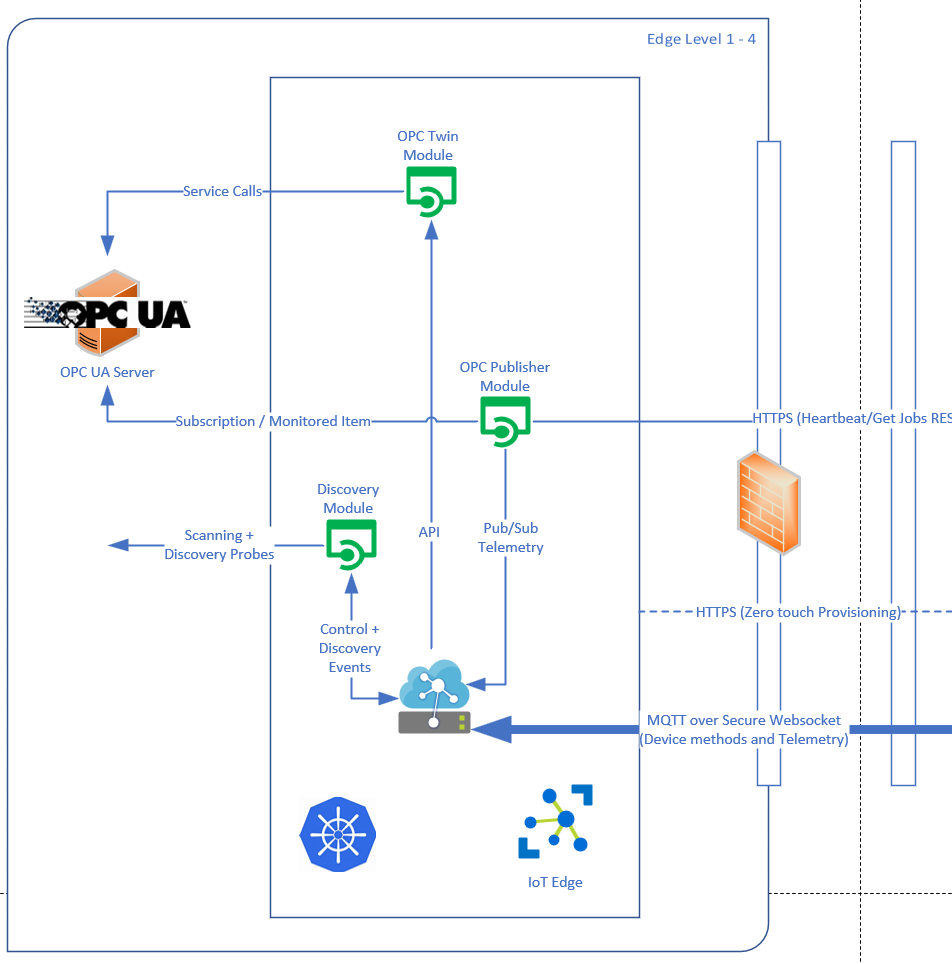 Edge Level 1 - 4
OPC Twin
Module
Service Calls
OPC UA
OPC UA Server
OPC Publisher
Module
Subscription / Monitored Item
HTTPS (Heartbeat/Get Jobs RES
Discovery
Module
Scanning +
Discovery Probes
API
Pub/Sub
Telemetry
HTTPS (Zero touch Provisioning)
Control +
Discovery
Events
MQTT over Secure Websocket
(Device methods and Telemetry)
IoT Edge